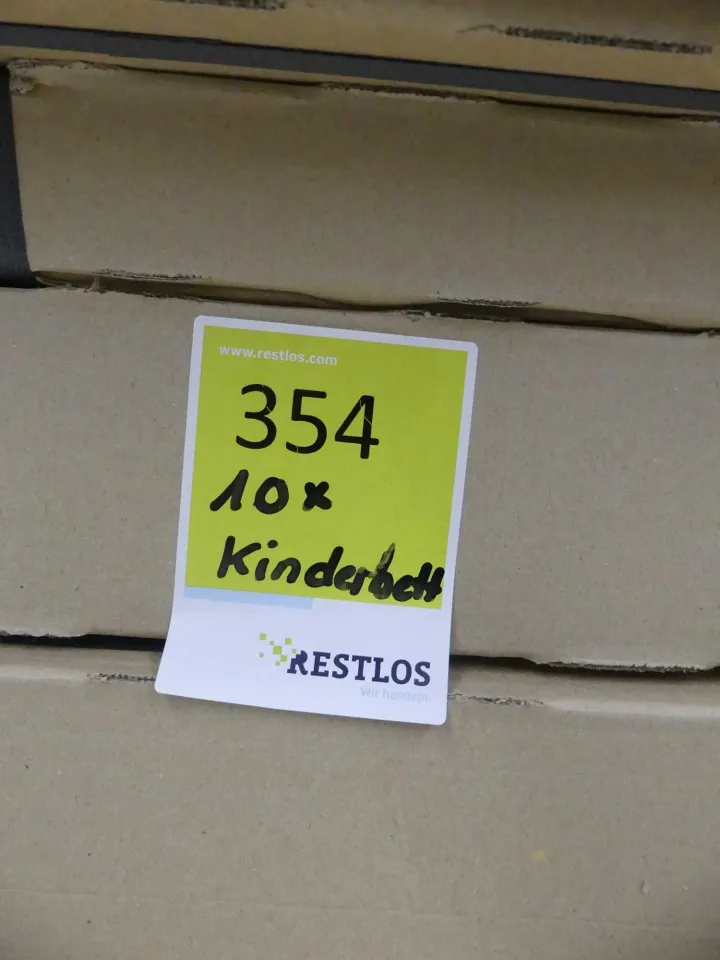 www.restlos.com
354
10x
Kinderbett
RESTLOS
Wir handeln.